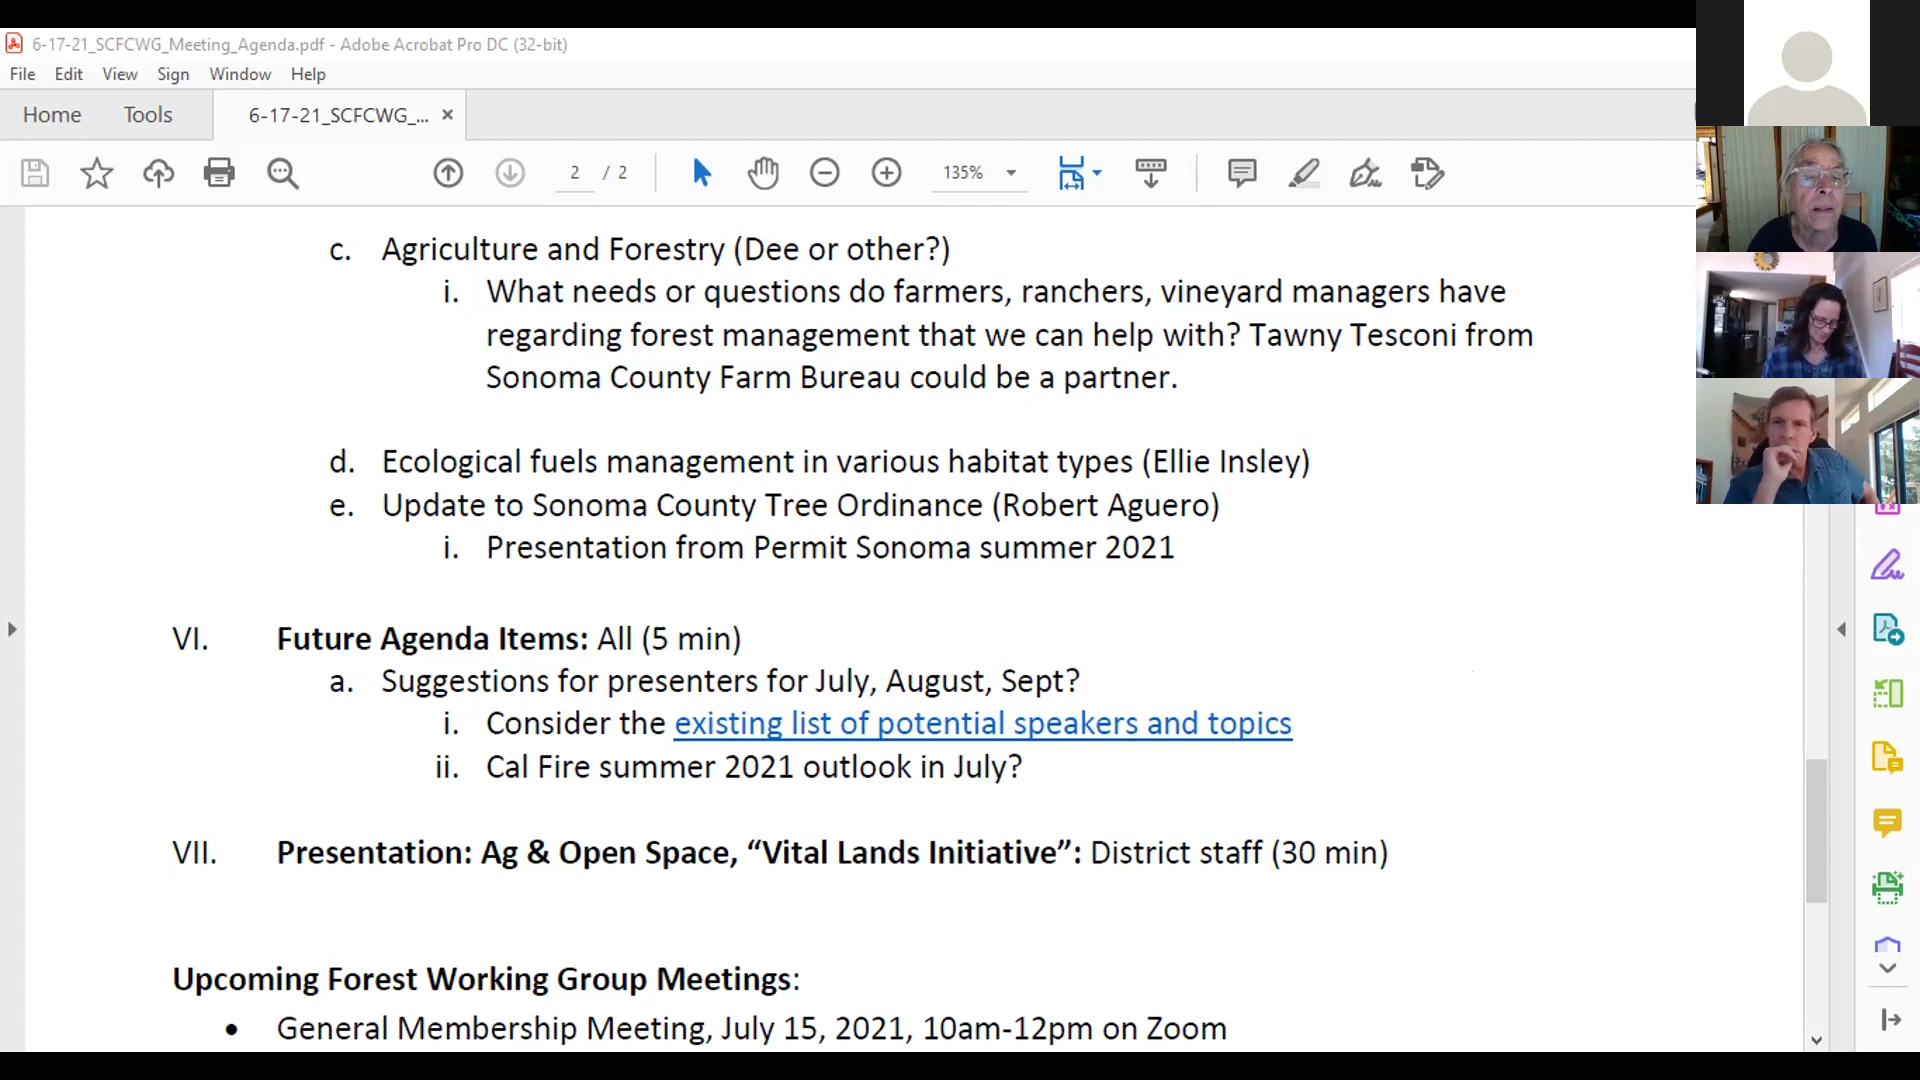 6-17-21_SCFCWG_Meeting_Agenda.pdf - Adobe Acrobat Pro DC (32-bit)
File Edit View Sign Window Help
Home Tools 6-17-21_SCFCWG_... ×
2 / 2 135%
c. Agriculture and Forestry (Dee or other?)
i. What needs or questions do farmers, ranchers, vineyard managers have
regarding forest management that we can help with? Tawny Tesconi from
Sonoma County Farm Bureau could be a partner.
d. Ecological fuels management in various habitat types (Ellie Insley)
e. Update to Sonoma County Tree Ordinance (Robert Aguero)
i. Presentation from Permit Sonoma summer 2021
VI. Future Agenda Items: All (5 min)
a. Suggestions for presenters for July, August, Sept?
i. Consider the existing list of potential speakers and topics
ii. Cal Fire summer 2021 outlook in July?
VII. Presentation: Ag & Open Space, “Vital Lands Initiative”: District staff (30 min)
Upcoming Forest Working Group Meetings:
• General Membership Meeting, July 15, 2021, 10am-12pm on Zoom